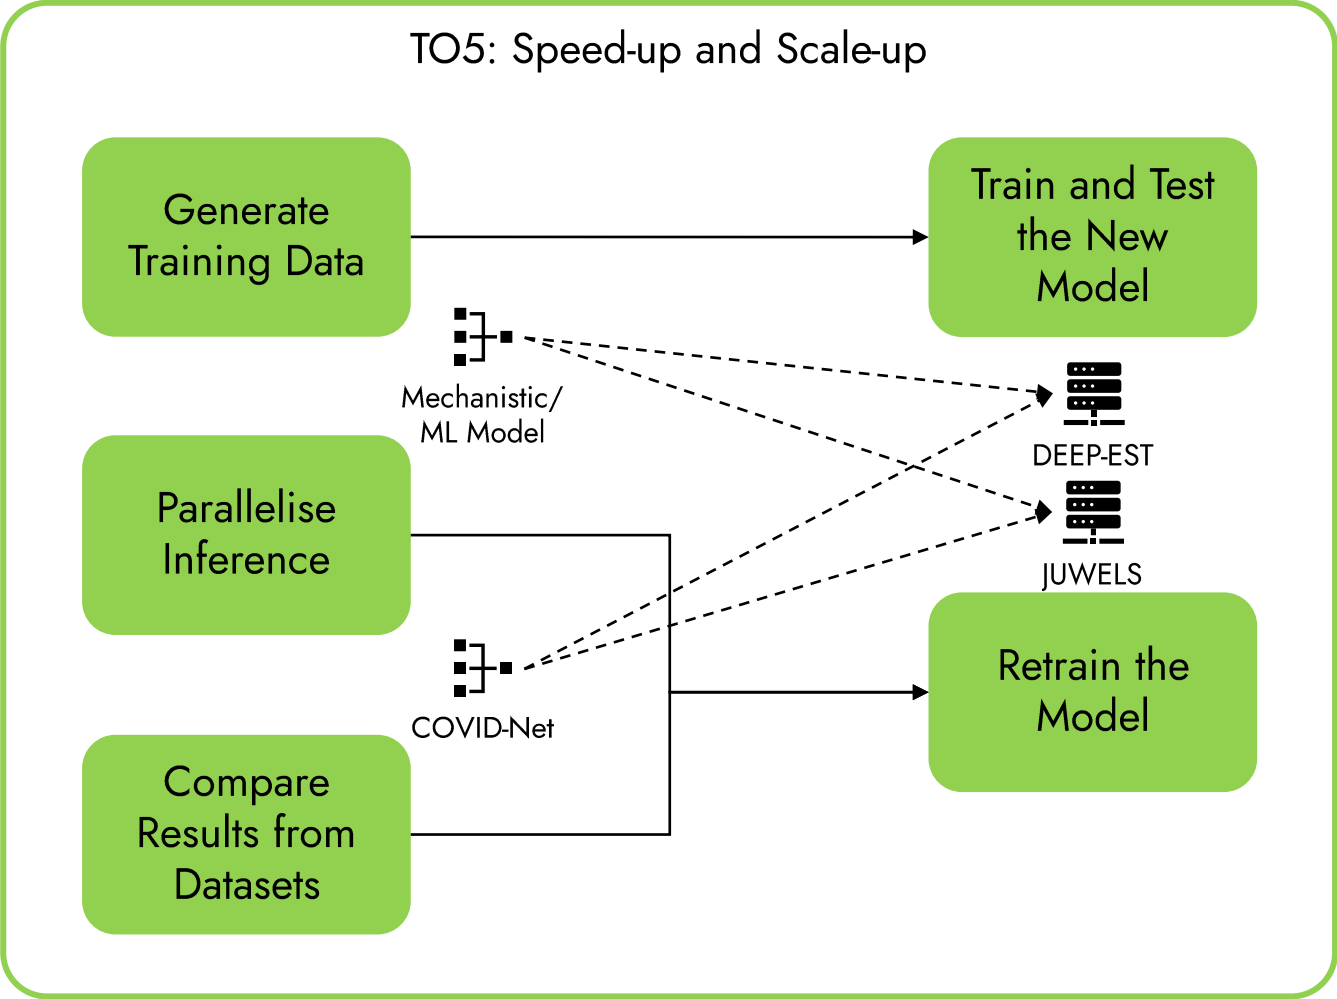 TO5: Speed-up and Scale-up
Generate
Training Data
Train and Test
the New
Model
Mechanistic/
ML Model
DEEP-EST
Parallelise
Inference
JUWELS
COVID-Net
Retrain the
Model
Compare
Results from
Datasets